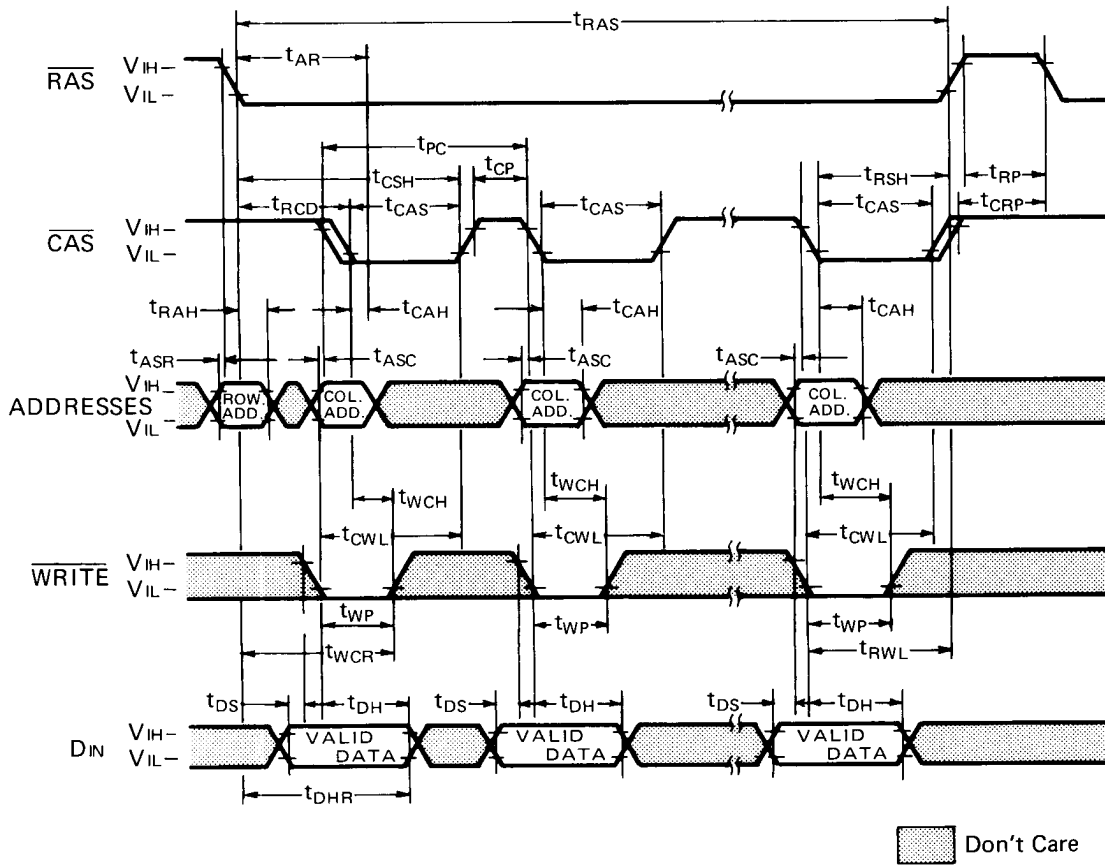 tRAS
tAR
RAS VIH–
VIL–
tPC
tCP
tCSH tRSH tRP
tRCD tCAS tCAS tCAS tCRP
CAS VIH–
VIL–
tRAH tCAH tCAH tCAH
tASR tASC tASC tASC
ADDRESSES VIH–
VIL–
ROW. COL. COL. COL.
ADD. ADD. ADD. ADD.
tWCH tWCH tWCH
tCWL tCWL tCWL
WRITE VIH–
VIL–
tWP tWP tWP
tWCR tRWL
tDS tDH tDS tDH tDS tDH
DIN VIH–
VIL–
VALID VALID VALID
DATA DATA DATA
tDHR
Don't Care